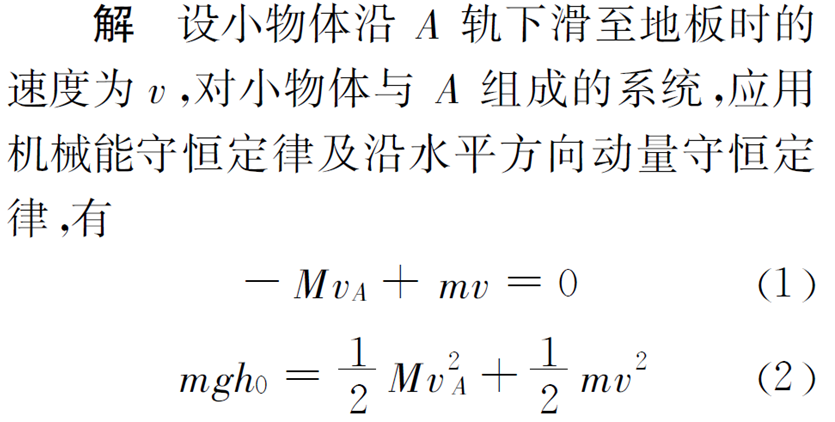 解 设小物体沿 A 轨下滑至地板时的
速度为 v,对小物体与 A 组成的系统,应用
机械能守恒定律及沿水平方向动量守恒定
律,有
－ Mv_A ＋ mv ＝ 0 (1)
mgh_0 ＝ \frac{1}{2} Mv_A^2 ＋ \frac{1}{2} mv^2 (2)